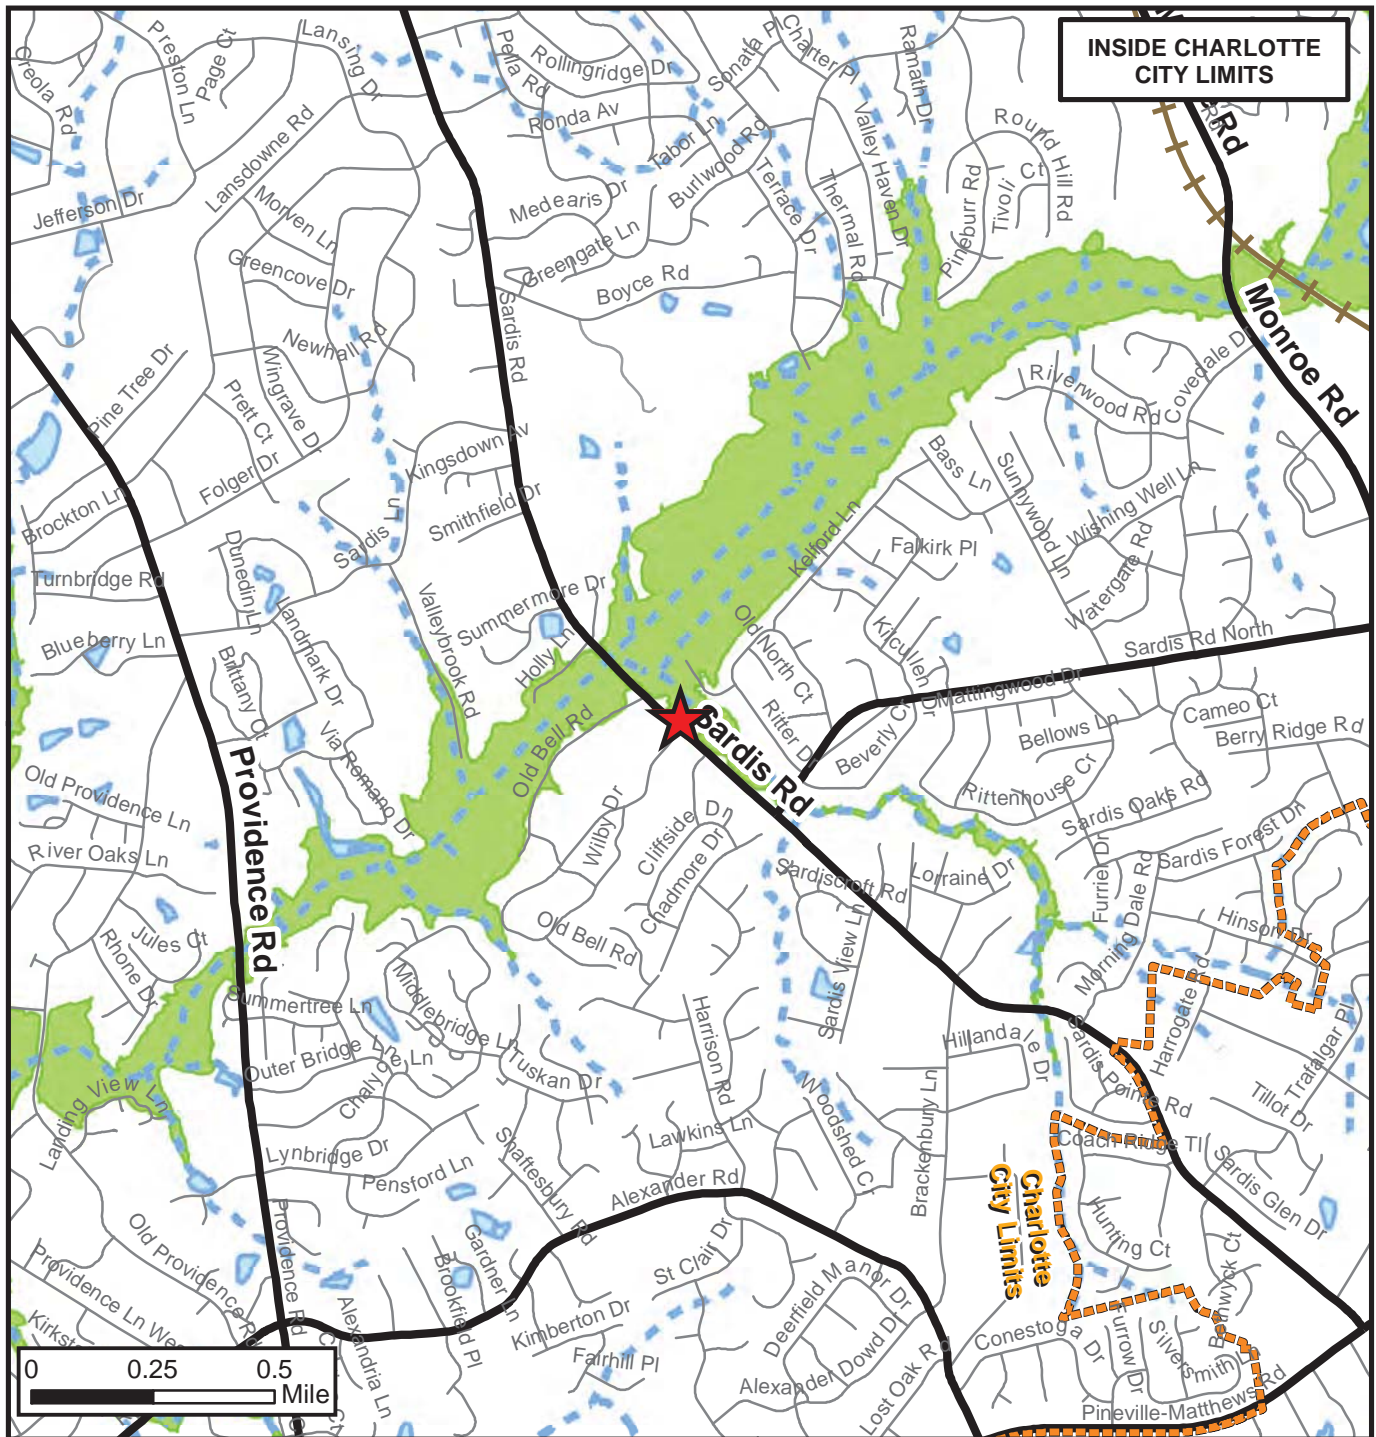 INSIDE CHARLOTTE
CITY LIMITS
Creola Rd
Preston Ln
Page Ct
Lansing Dr
Pella Rd
Rollingridge Dr
Sonata Pl
Charter Pl
Ramath Dr
Ronda Av
Tabor Ln
Burlwood Rd
Valley Haven Dr
Round Hill Rd
Rd
Lansdowne Rd
Jefferson Dr
Morven Ln
Medearis Dr
Terrace Dr
Thermal Rd
Pineburr Rd
Tivoli Ct
Greencove Dr
Greengate Ln
Boyce Rd
Newhall Rd
Sardis Rd
Monroe Rd
Covedale Dr
Riverwood Rd
Pine Tree Dr
Wingrave Dr
Prett Ct
Folger Dr
Kingsdown Av
Smithfield Dr
Bass Ln
Sunnywood Ln
Wishing Well Ln
Brockton Ln
Sardis Ln
Kelford Ln
Falkirk Pl
Watergate Rd
Turnbridge Rd
Dunedin Ln
Landmark Dr
Valleybrook Rd
Summermore Dr
Holly Ln
Old North Ct
Kilcullen Dr
Sardis Rd North
Blueberry Ln
Brittany Ct
Mattingwood Dr
Ritter Dr
Beverly Ct
Bellows Ln
Cameo Ct
Berry Ridge Rd
Old Bell Rd
Sardis Rd
Via Romano Dr
Providence Rd
Old Providence Ln
Rittenhouse Cr
Sardis Oaks Rd
Sardis Forest Dr
River Oaks Ln
Wilby Dr
Cliffside Dn
Chadmore Dr
Sardiscroft Rd
Lorraine Dr
Furrier Dr
Morning Dale Rd
Hinson Dr
Jules Ct
Rhone Dr
Old Bell Rd
Sardis View Ln
Harrogate Rd
Summertree Ln
Middlebridge Ln
Harrison Rd
Hillandale Dr
Sardis Pointe Rd
Trafalgar Pl
Outer Bridge Ln
Chalyce Ln
Tuskan Dr
Tillot Dr
Landing View Ln
Woodshed Cr
Brackenbury Ln
Lawkins Ln
Coach Ridge Tl
Lynbridge Dr
Pensford Ln
Shaftesbury Rd
Alexander Rd
Sardis Glen Dr
Charlotte
City Limits
Hunting Ct
Bathwyck Ct
Old Providence Rd
Providence Rd
Gardner Ln
Brookfield Pl
St Clair Dr
Deerfield Manor Dr
Providence Ln Wes
Kirkst
Alexandria Ln
Kimberton Dr
Fairhill Pl
Alexander Dowd Dr
Lost Oak Rd
Conestoga Dr
Furrow Dr
Silversmith Ln
Pineville-Matthews Rd
0 0.25 0.5
Mile